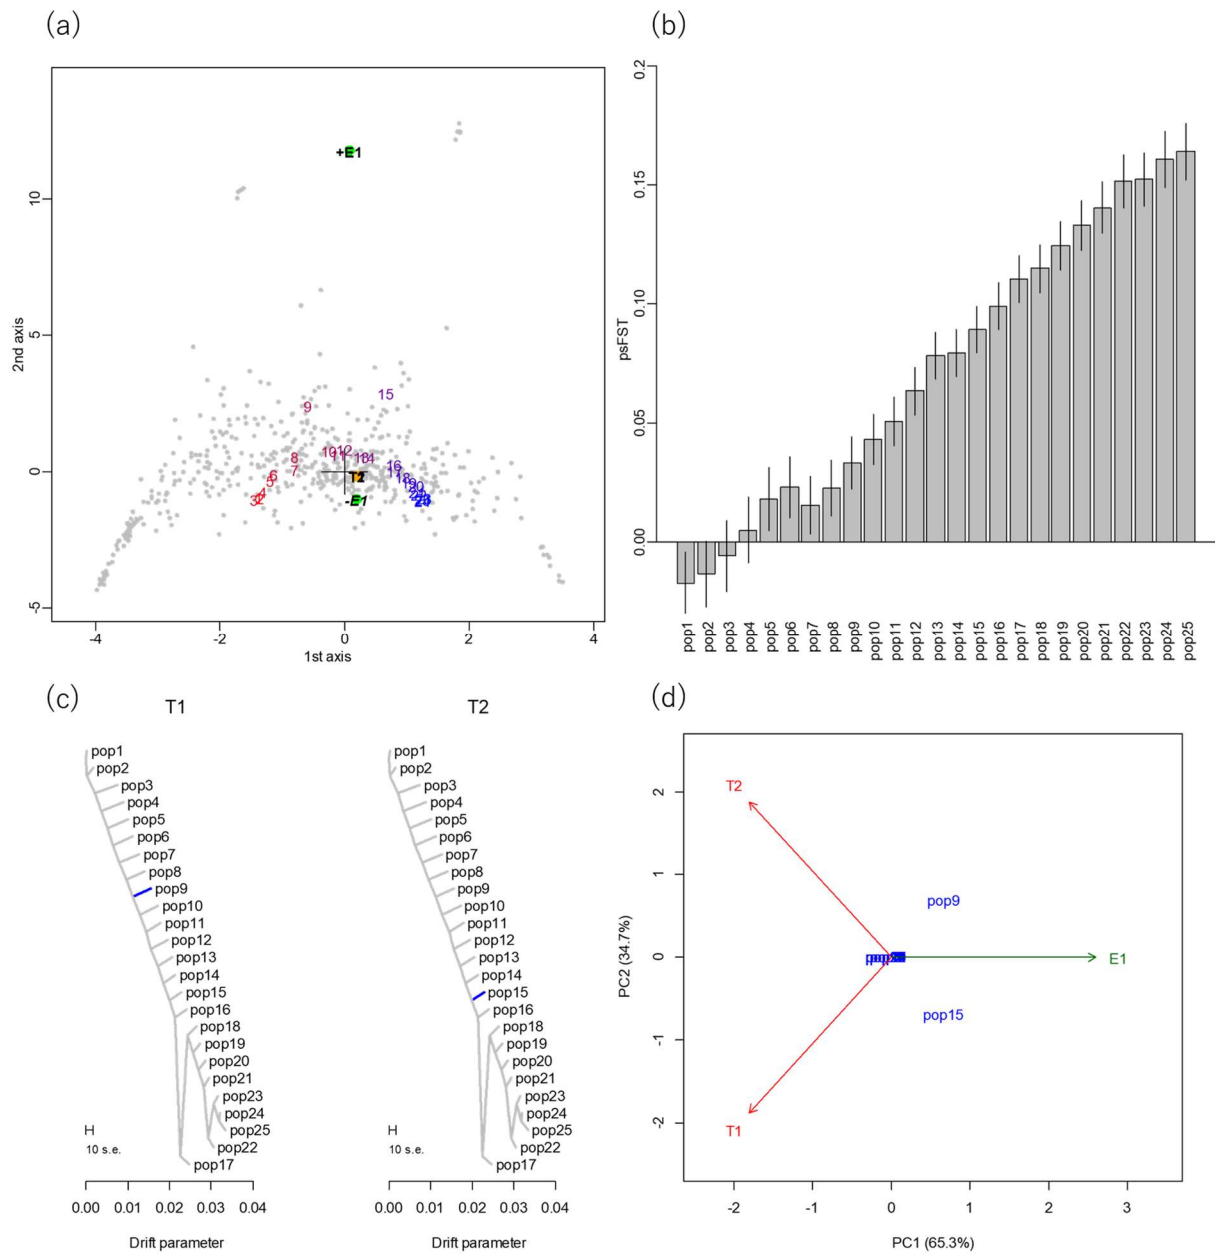 (a)
10
5
0
-5
2nd axis
+E1
15
9
12
8
7
6
5
16
T2
-E1
-4
-2
0
2
4
1st axis
(b)
0.2
0.15
0.10
0.05
0.00
psFST
pop1
pop2
pop3
pop4
pop5
pop6
pop7
pop8
pop9
pop10
pop11
pop12
pop13
pop14
pop15
pop16
pop17
pop18
pop19
pop20
pop21
pop22
pop23
pop24
pop25
(c)
T1
pop1
pop2
pop3
pop4
pop5
pop6
pop7
pop8
pop9
pop10
pop11
pop12
pop13
pop14
pop15
pop16
pop18
pop19
pop20
pop21
pop23
pop24
pop25
pop22
pop17
10 s.e.
0.00 0.01 0.02 0.03 0.04
Drift parameter
T2
pop1
pop2
pop3
pop4
pop5
pop6
pop7
pop8
pop9
pop10
pop11
pop12
pop13
pop14
pop15
pop16
pop18
pop19
pop20
pop21
pop23
pop24
pop25
pop22
pop17
10 s.e.
0.00 0.01 0.02 0.03 0.04
Drift parameter
(d)
2
1
0
-1
-2
PC2 (34.7%)
T2
pop9
E1
pop15
T1
-2 -1 0 1 2 3
PC1 (65.3%)